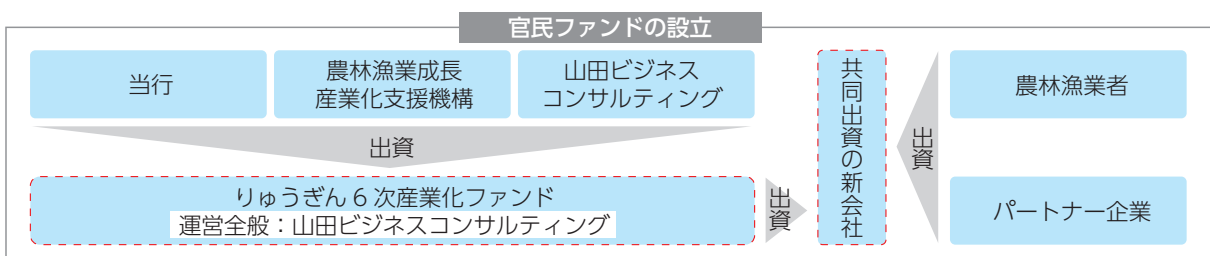 官民ファンドの設立
当行
農林漁業成長
産業化支援機構
山田ビジネス
コンサルティング
出資
りゅうぎん6次産業化ファンド
運営全般：山田ビジネスコンサルティング
出資
共同出資の新会社
出資
農林漁業者
パートナー企業